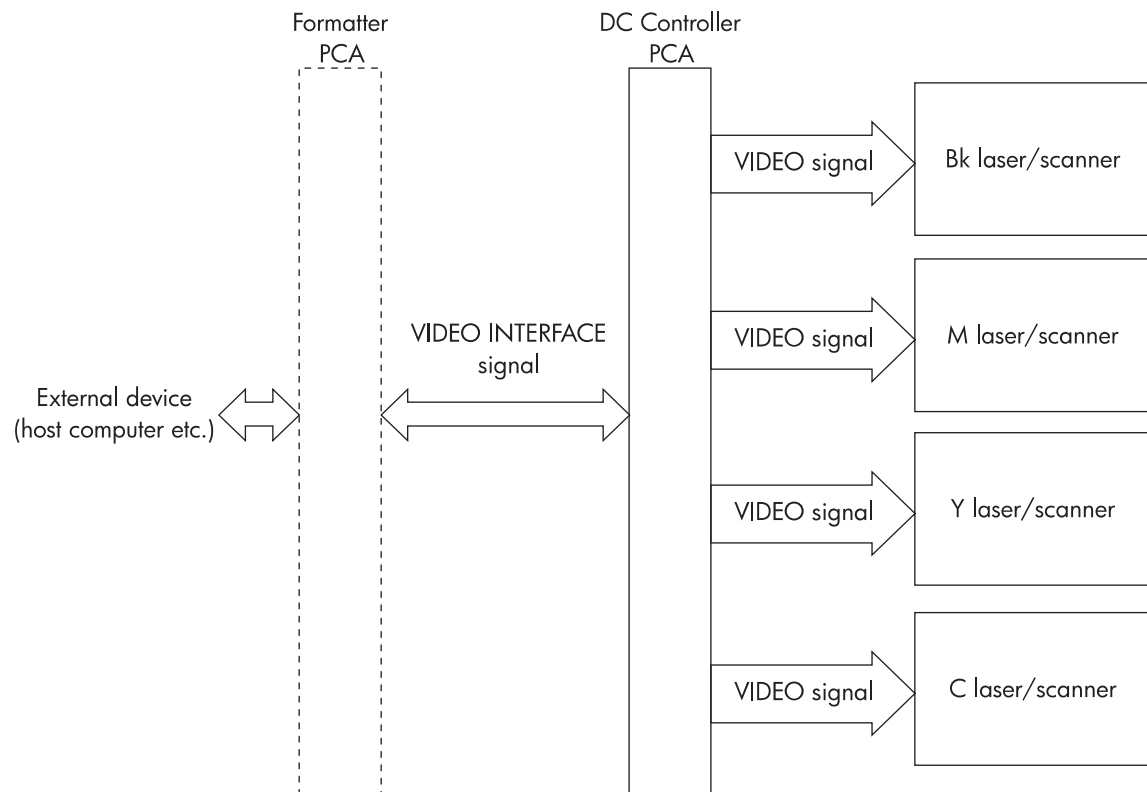 Formatter
PCA
DC Controller
PCA
VIDEO signal
Bk laser/scanner
VIDEO signal
M laser/scanner
VIDEO INTERFACE
signal
External device
(host computer etc.)
VIDEO signal
Y laser/scanner
VIDEO signal
C laser/scanner